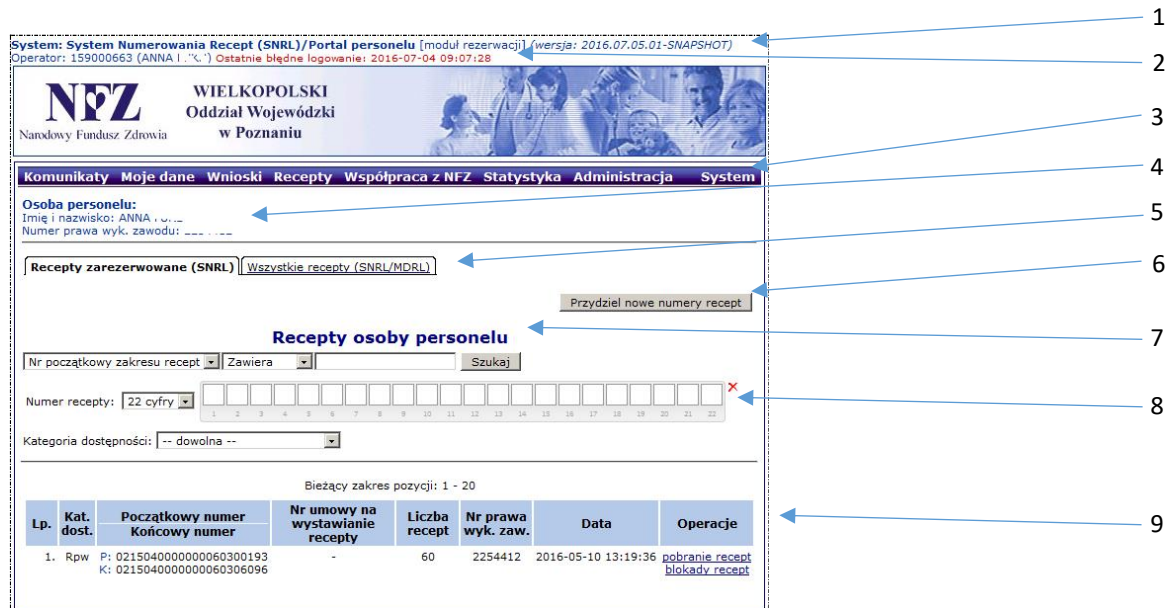 1
System: System Numerowania Recept (SNRL)/Portal personelu [moduł rezerwacji] (wersja: 2016.07.05.01-SNAPSHOT)
Operator: 159000663 (ANNA Ostatnie błędne logowanie: 2016-07-04 09:07:28
2
NFZ
Narodowy Fundusz Zdrowia
WIELKOPOLSKI
Oddział Wojewódzki
w Poznaniu
3
Komunikaty Moje dane Wnioski Recepty Współpraca z NFZ Statystyka Administracja System
4
Osoba personelu:
Imię i nazwisko: ANNA
Numer prawa wyk. zawodu:
5
Recepty zarezerwowane (SNRL) Wszystkie recepty (SNRL/MDRL)
6
Przydziel nowe numery recept
7
Recepty osoby personelu
Nr początkowy zakresu recept Zawiera Szukaj
Numer recepty: 22 cyfry
1 2 3 4 5 6 7 8 9 10 11 12 13 14 15 16 17 18 19 20 21 22
8
Kategoria dostępności: -- dowolna --
Bieżący zakres pozycji: 1 - 20
Lp. Kat. dost. Początkowy numer Końcowy numer Nr umowy na wystawianie recepty Liczba recept Nr prawa wyk. zaw. Data Operacje
9
1. Rpw P: 0215040000000060300193 - 60 2254412 2016-05-10 13:19:36 pobranie recept
K: 0215040000000060306096 blokady recept